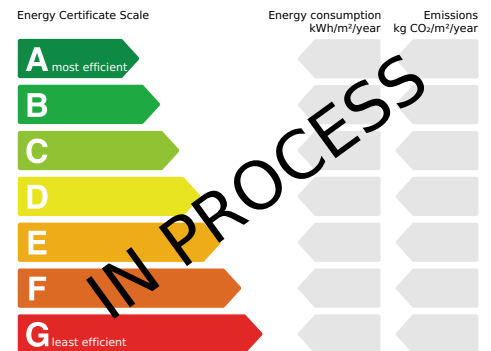 Energy Certificate Scale
Energy consumption
kWh/m²/year
Emissions
kg CO₂/m²/year
A most efficient
B
C
D
E
F
G least efficient
IN PROCESS